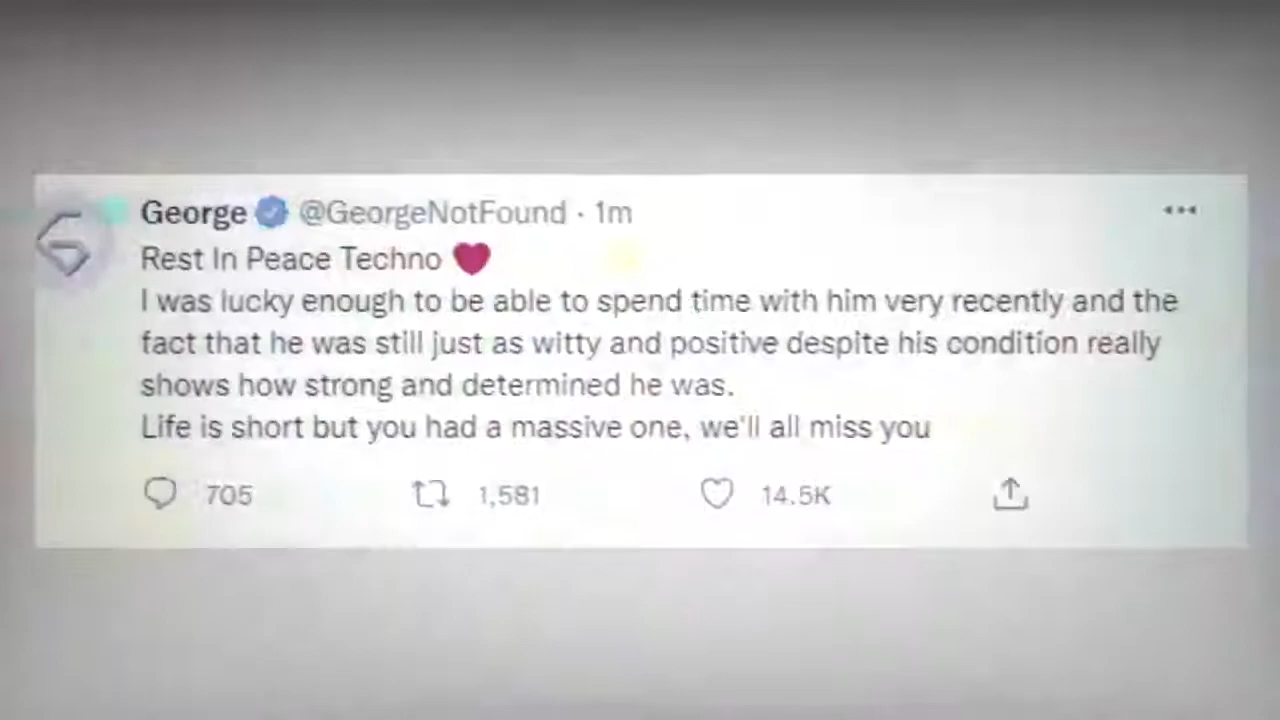 George @GeorgeNotFound · 1m
Rest In Peace Techno ❤
I was lucky enough to be able to spend time with him very recently and the
fact that he was still just as witty and positive despite his condition really
shows how strong and determined he was.
Life is short but you had a massive one, we'll all miss you
705 1,581 14.5K